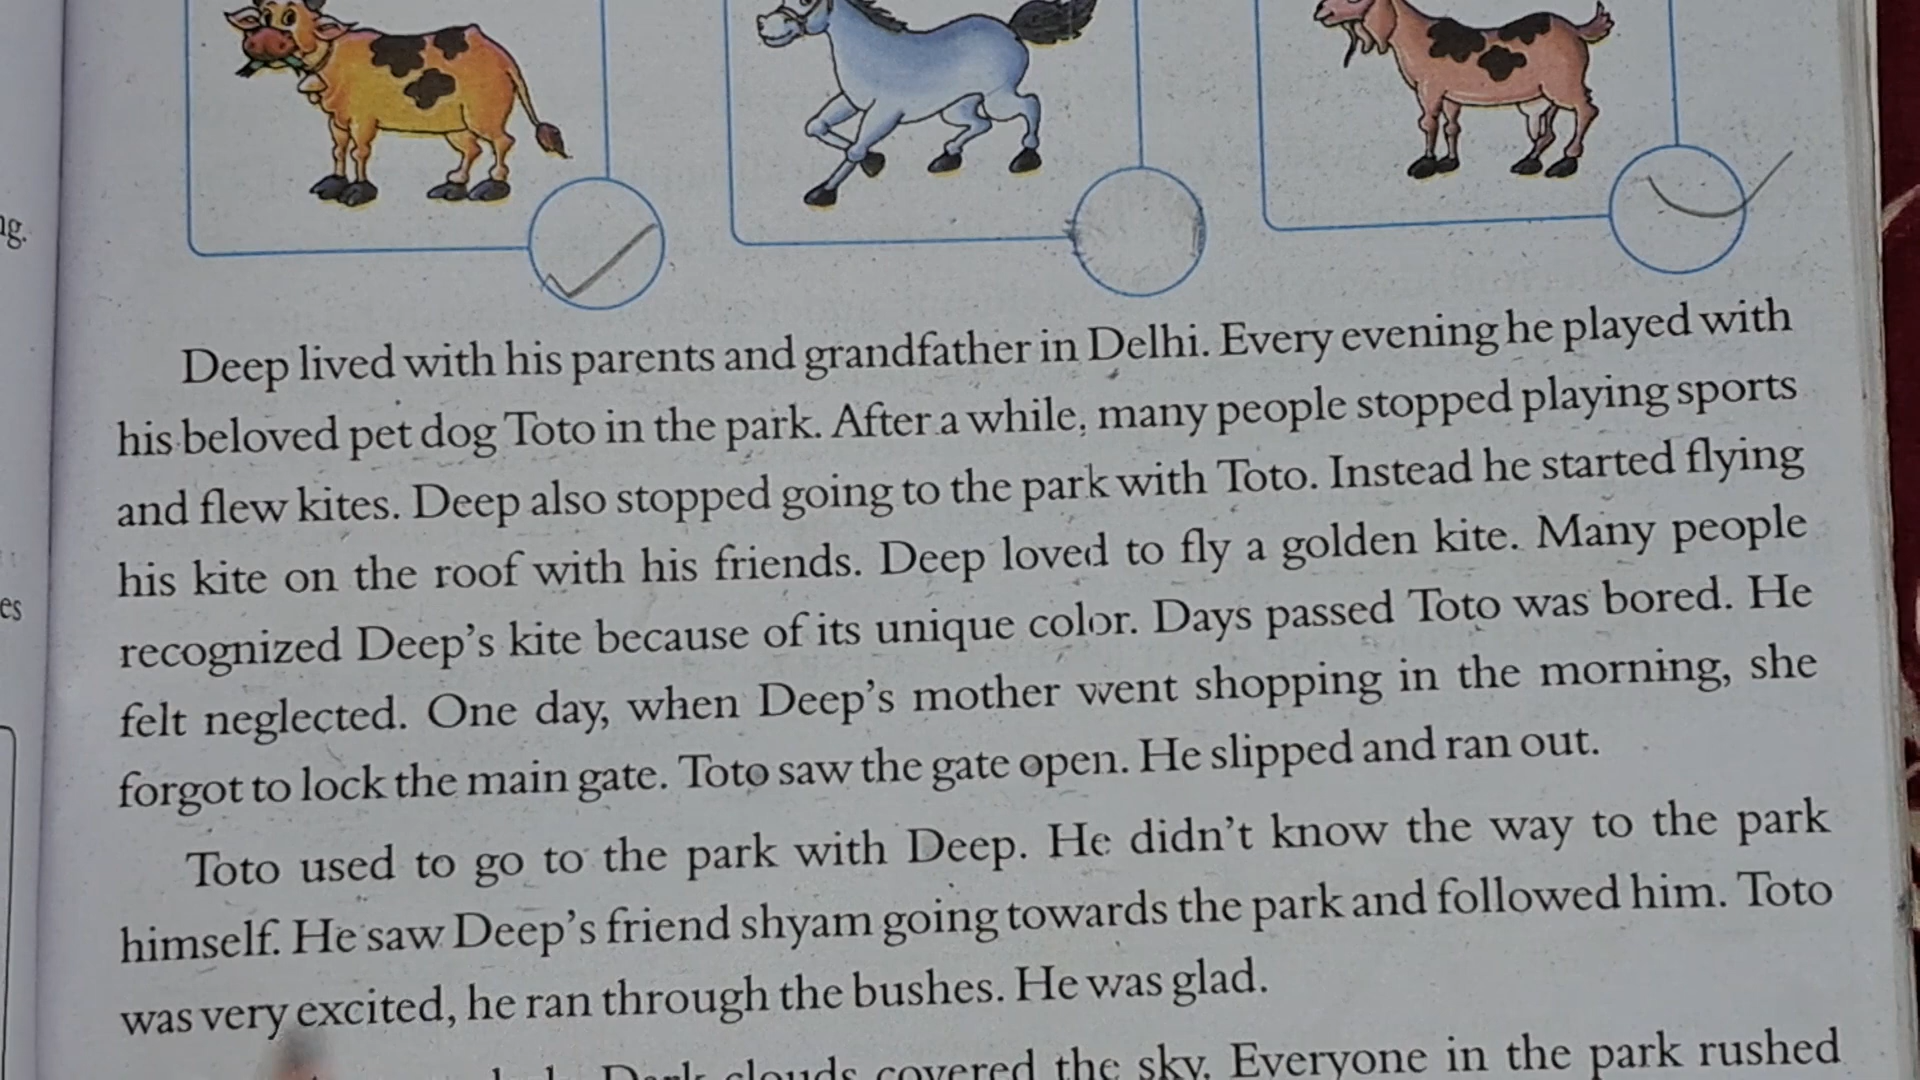 ng.
es
Deep lived with his parents and grandfather in Delhi. Every evening he played with
his beloved pet dog Toto in the park. After a while, many people stopped playing sports
and flew kites. Deep also stopped going to the park with Toto. Instead he started flying
his kite on the roof with his friends. Deep loved to fly a golden kite. Many people
recognized Deep's kite because of its unique color. Days passed Toto was bored. He
felt neglected. One day, when Deep's mother went shopping in the morning, she
forgot to lock the main gate. Toto saw the gate open. He slipped and ran out.
Toto used to go to the park with Deep. He didn't know the way to the park
himself. He saw Deep's friend shyam going towards the park and followed him. Toto
was very excited, he ran through the bushes. He was glad.
Dark clouds covered the sky. Everyone in the park rushed